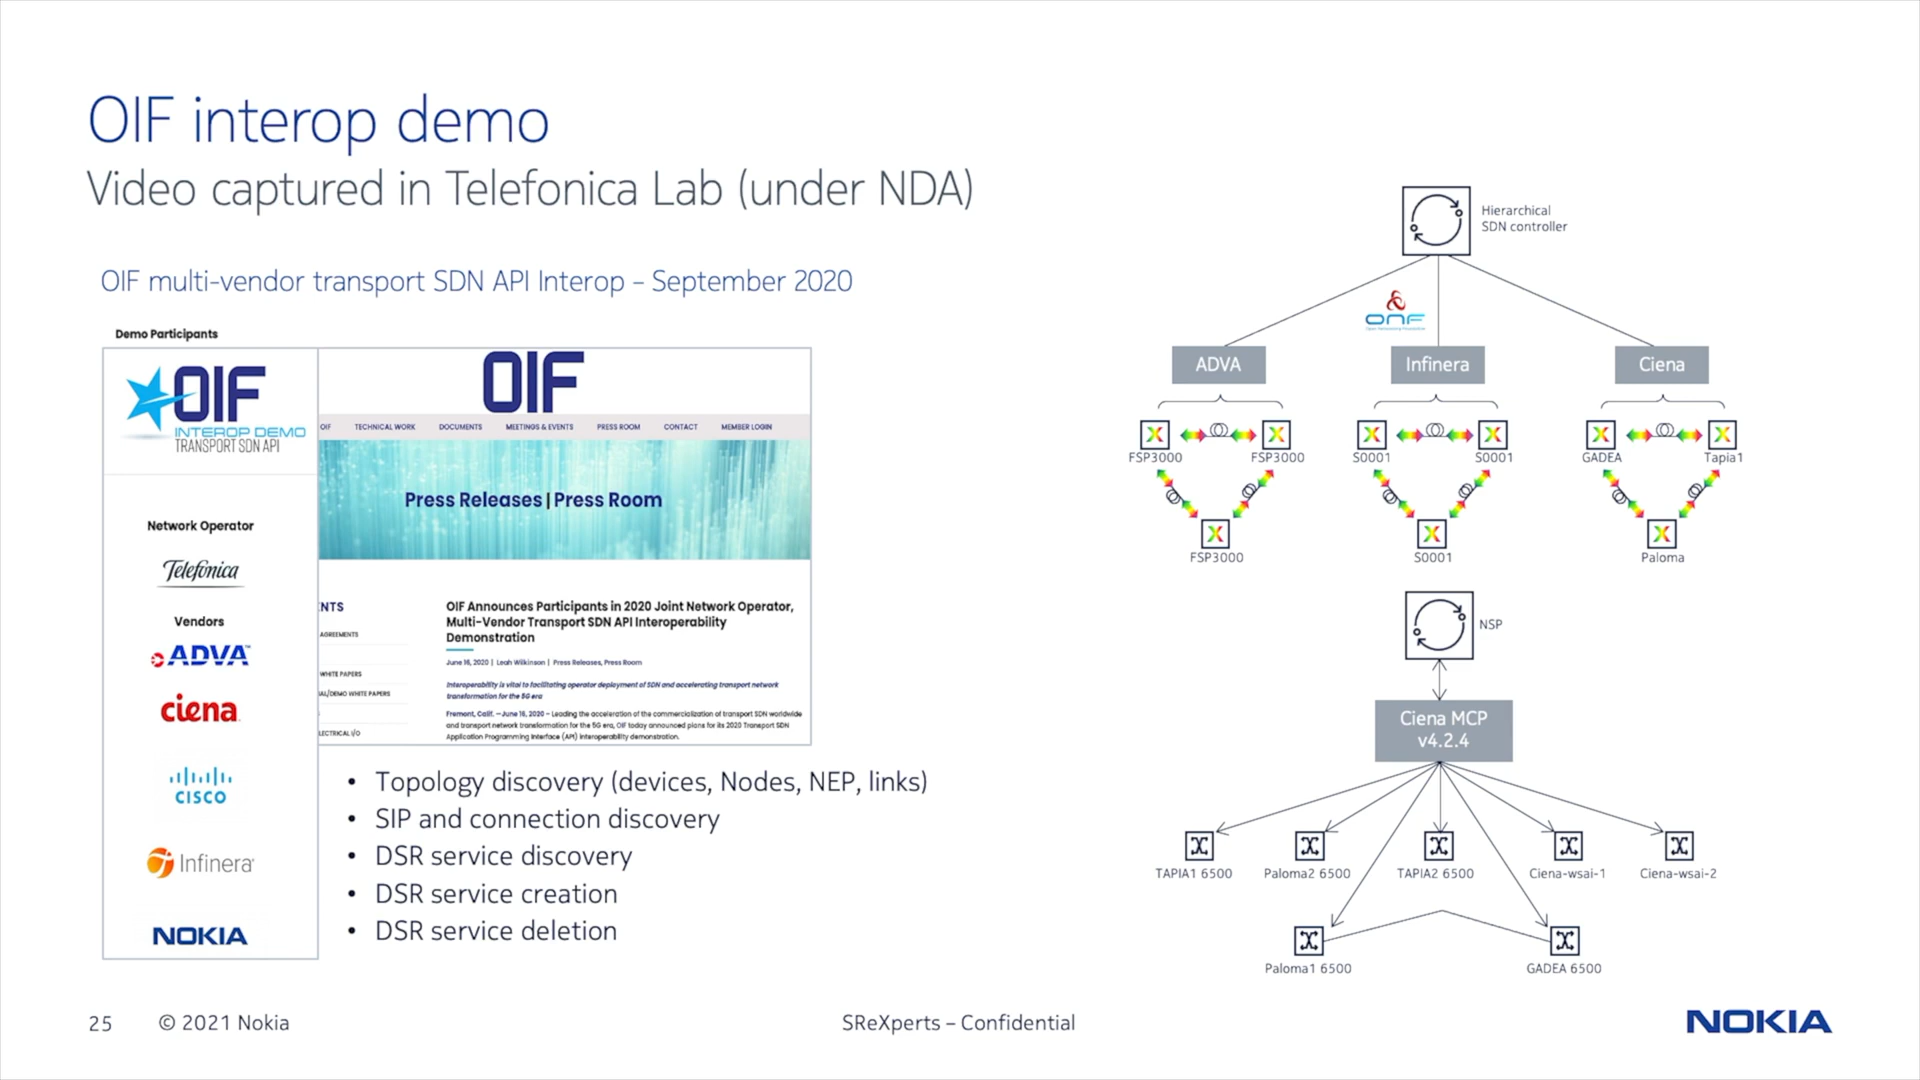 OIF interop demo
Video captured in Telefonica Lab (under NDA)
OIF multi-vendor transport SDN API Interop – September 2020
Demo Participants
OIF
INTEROP DEMO
TRANSPORT SDN API
Network Operator
Telefónica
Vendors
ADVA
ciena
CISCO
Infinera
NOKIA
OIF
OIF TECHNICAL WORK DOCUMENTS MEETINGS & EVENTS PRESS ROOM CONTACT MEMBER LOGIN
Press Releases | Press Room
NTS
AGREEMENTS
WHITE PAPERS
AL/DEMO WHITE PAPERS
LECTRICAL I/O
OIF Announces Participants in 2020 Joint Network Operator,
Multi-Vendor Transport SDN API Interoperability
Demonstration
June 16, 2020 | Leah Wilkinson | Press Releases, Press Room
Interoperability is vital to facilitating operator deployment of SDN and accelerating transport network
transformation for the 5G era
Fremont, Calif. —June 16, 2020 – Leading the acceleration of the commercialization of transport SDN worldwide
and transport network transformation for the 5G era, OIF today announced plans for its 2020 Transport SDN
Application Programming Interface (API) interoperability demonstration.
• Topology discovery (devices, Nodes, NEP, links)
• SIP and connection discovery
• DSR service discovery
• DSR service creation
• DSR service deletion
Hierarchical
SDN controller
ONF
ADVA Infinera Ciena
FSP3000 FSP3000 S0001 S0001 GADEA Tapia1
FSP3000 S0001 Paloma
NSP
Ciena MCP
v4.2.4
TAPIA1 6500 Paloma2 6500 TAPIA2 6500 Ciena-wsai-1 Ciena-wsai-2
Paloma1 6500 GADEA 6500
25 © 2021 Nokia SReXperts – Confidential NOKIA